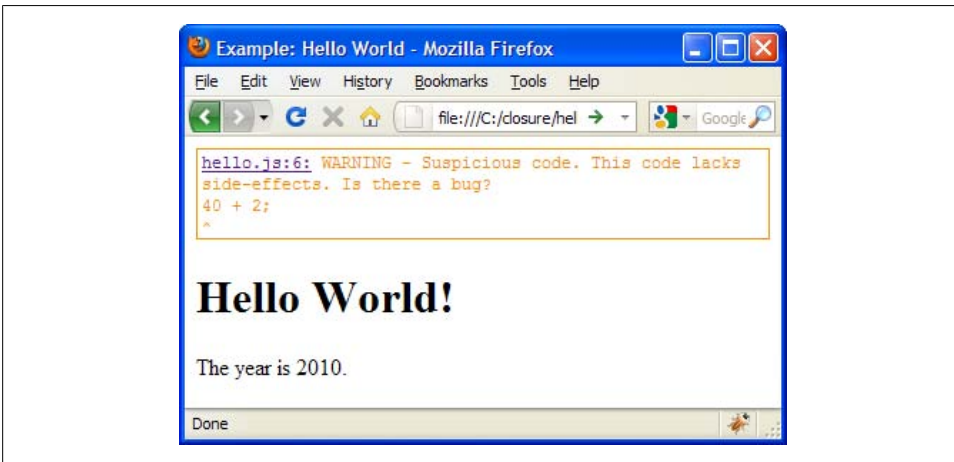 Example: Hello World - Mozilla Firefox
File Edit View History Bookmarks Tools Help
file:///C:/closure/hel Google
hello.js:6: WARNING - Suspicious code. This code lacks
side-effects. Is there a bug?
40 + 2;
^
Hello World!
The year is 2010.
Done